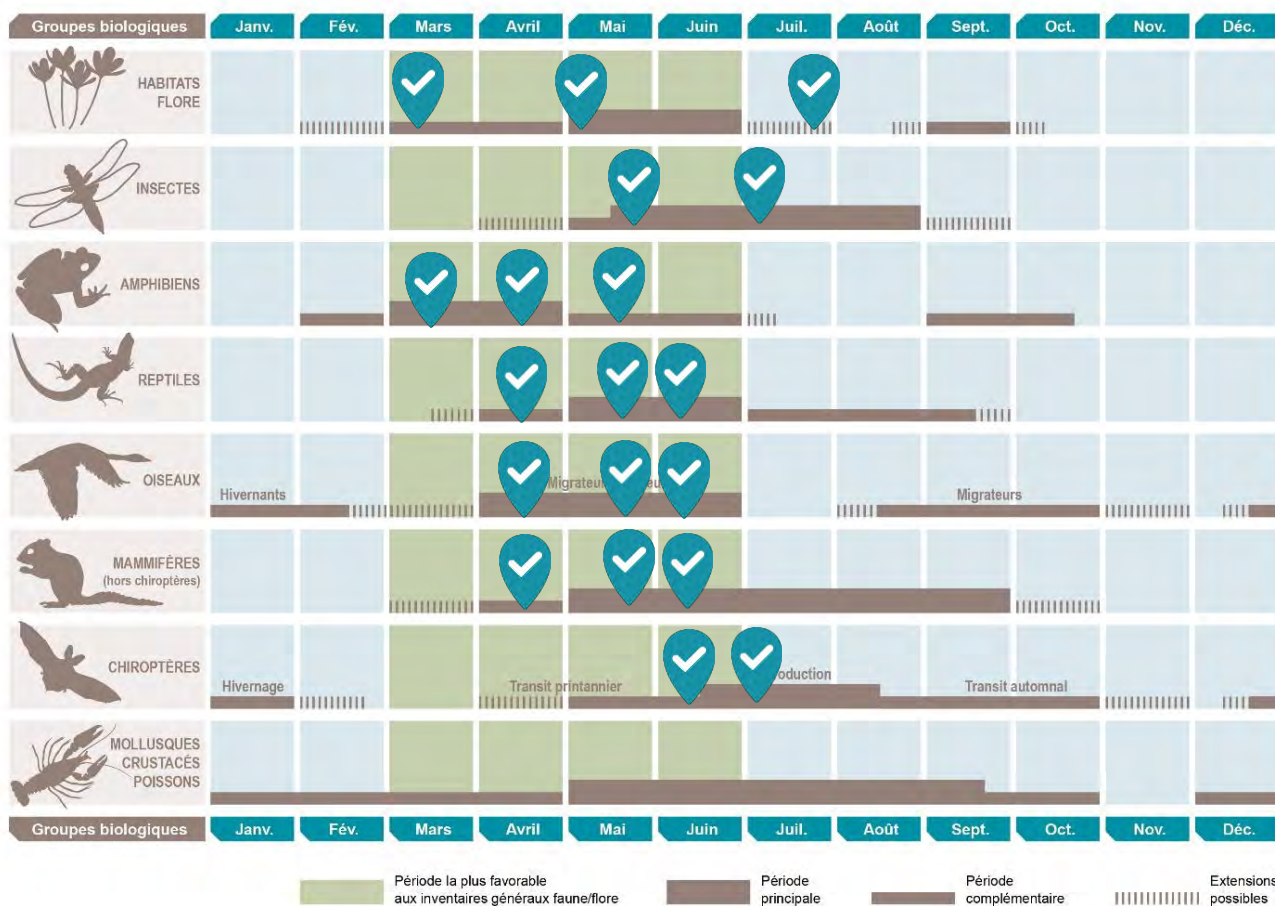 Groupes biologiques Janv. Fév. Mars Avril Mai Juin Juil. Août Sept. Oct. Nov. Déc.
HABITATS
FLORE
INSECTES
AMPHIBIENS
REPTILES
OISEAUX
Hivernants
Migrateurs
MAMMIFÈRES
(hors chiroptères)
CHIROPTÈRES
Hivernage Transit printannier oduction Transit automnal
MOLLUSQUES
CRUSTACÉS
POISSONS
Groupes biologiques Janv. Fév. Mars Avril Mai Juin Juil. Août Sept. Oct. Nov. Déc.
Période la plus favorable
aux inventaires généraux faune/flore
Période
principale
Période
complémentaire
Extensions
possibles